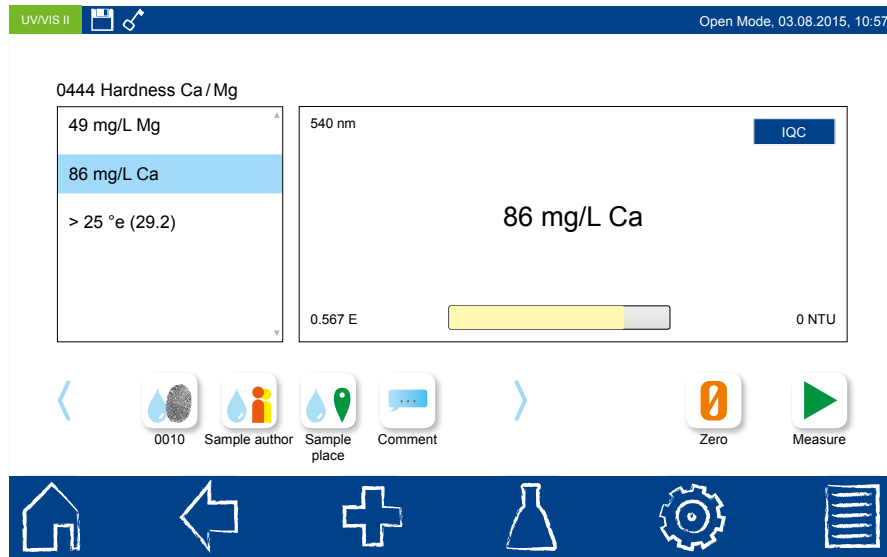 UV/VIS II
Open Mode, 03.08.2015, 10:57
0444 Hardness Ca/Mg
49 mg/L Mg
86 mg/L Ca
> 25 °e (29.2)
540 nm
IQC
86 mg/L Ca
0.567 E
0 NTU
0010
Sample author
Sample
place
Comment
Zero
Measure